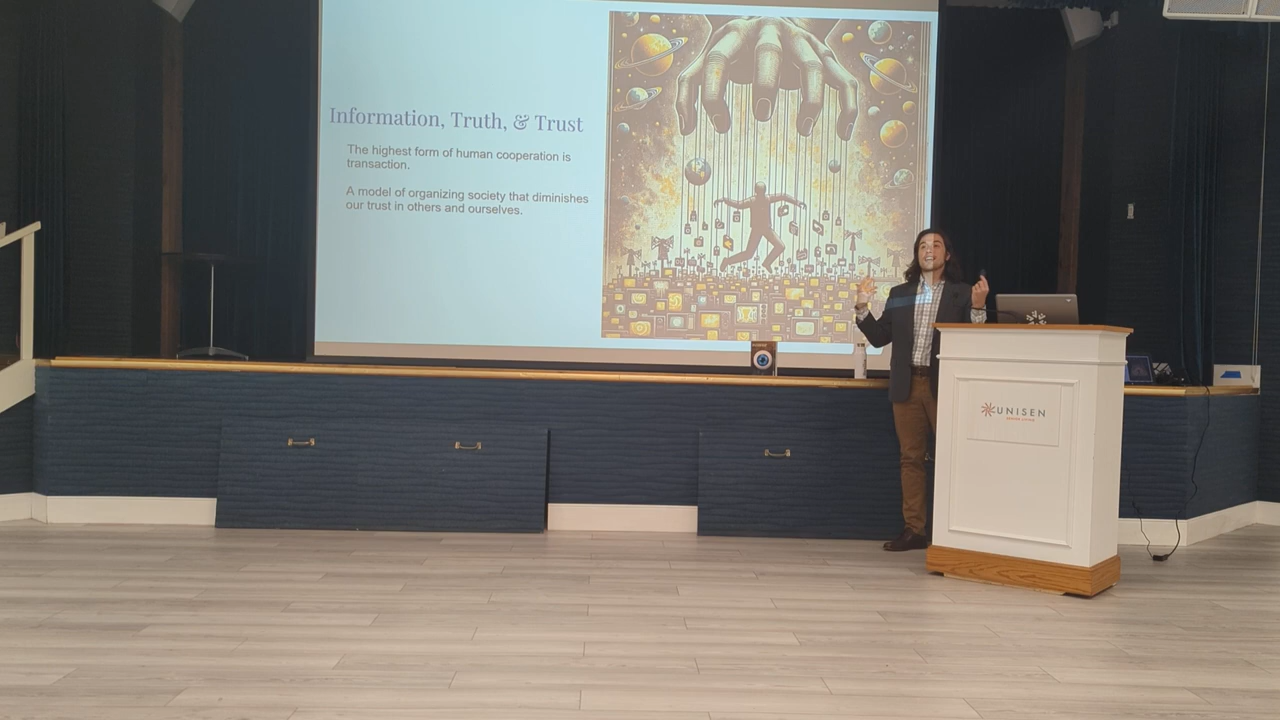 Information, Truth, & Trust
The highest form of human cooperation is
transaction.
A model of organizing society that diminishes
our trust in others and ourselves.
UNISEN